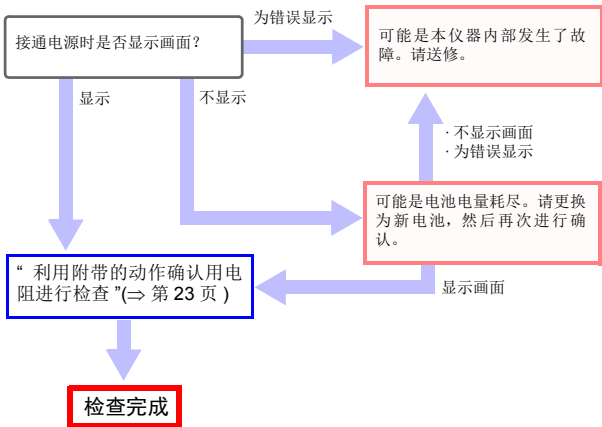 为错误显示
接通电源时是否显示画面？
可能是本仪器内部发生了故
障。请送修。
显示
不显示
· 不显示画面
· 为错误显示
可能是电池电量耗尽。请更换
为新电池，然后再次进行确
认。
“ 利用附带的动作确认用电
阻进行检查 ”(⇒ 第 23 页 )
显示画面
检查完成